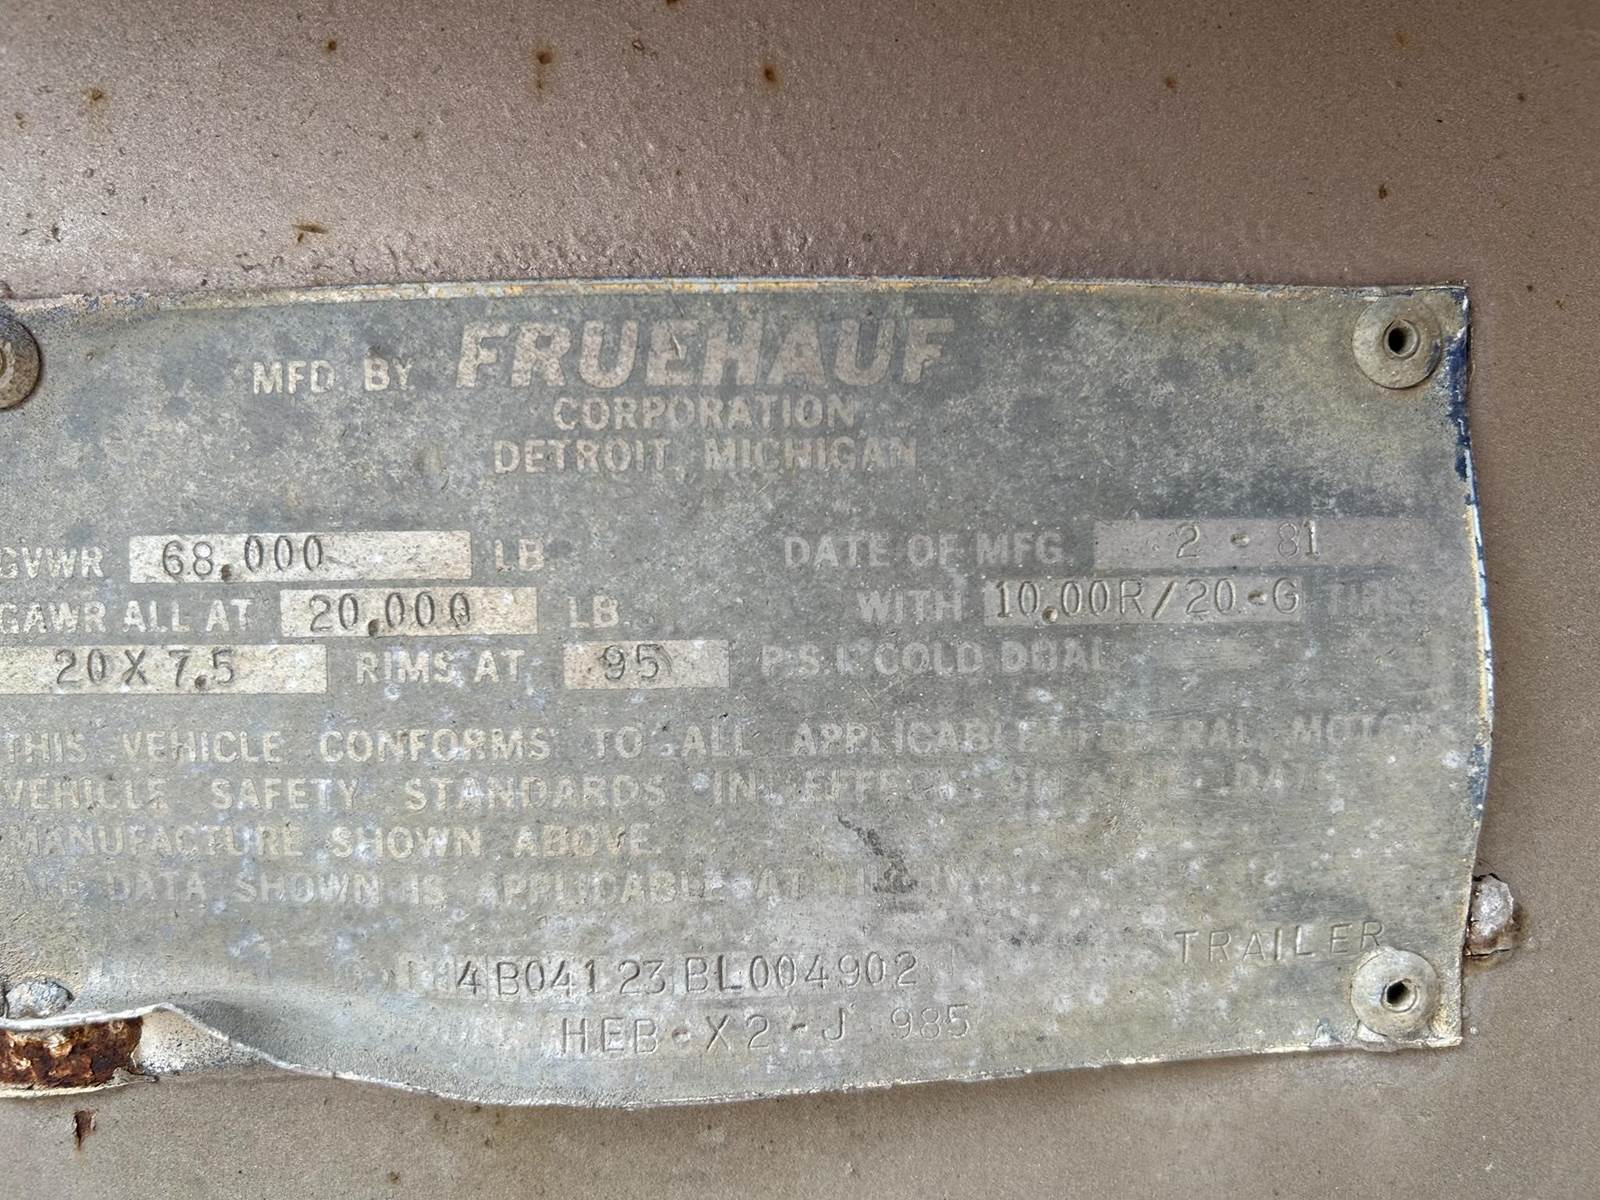 MFD BY FRUEHAUF
CORPORATION
DETROIT, MICHIGAN
GVWR 68,000 LB. DATE OF MFG. 2-81
GAWR ALL AT 20,000 LB. WITH 10.00R/20-G TIRES
20X7.5 RIMS AT 95 P.S.I. COLD DUAL
THIS VEHICLE CONFORMS TO ALL APPLICABLE FEDERAL MOTOR
VEHICLE SAFETY STANDARDS IN EFFECT ON THE DATE
MANUFACTURE SHOWN ABOVE.
DATA SHOWN IS APPLICABLE AT HIGHWAY
TRAILER
4B04123BL004902
HEB-X2-J 985